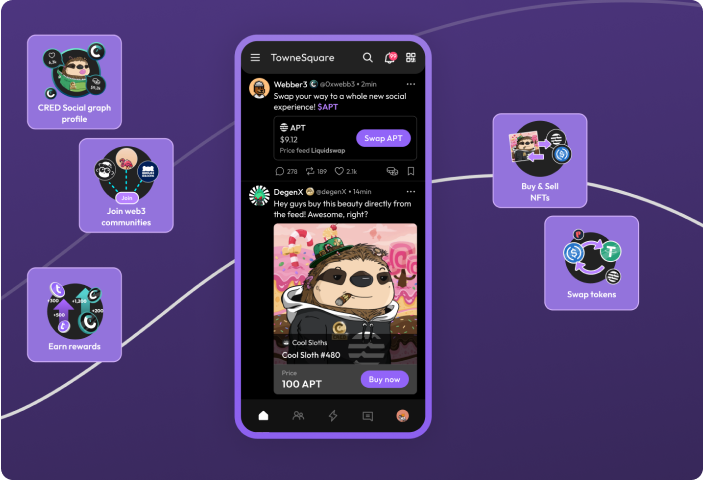 TowneSquare
99
Webber3 @0xwebb3 • 2min
Swap your way to a whole new social
experience! $APT
APT
$9.12
Price feed Liquidswap
Swap APT
278 189 2.1k
DegenX @degenX • 14min
Hey guys buy this beauty directly from
the feed! Awesome, right?
Cool Sloths
Cool Sloth #480
Price
100 APT
Buy now
CRED Social graph
profile
Join
Join web3
communities
+300
+1,200
+500
+200
Earn rewards
Buy & Sell
NFTs
Swap tokens